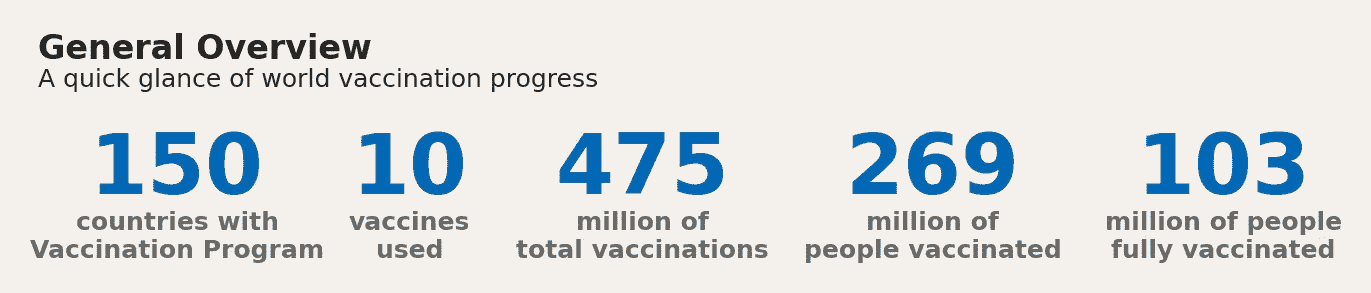 General Overview
A quick glance of world vaccination progress
150
countries with
Vaccination Program
10
vaccines
used
475
million of
total vaccinations
269
million of
people vaccinated
103
million of people
fully vaccinated